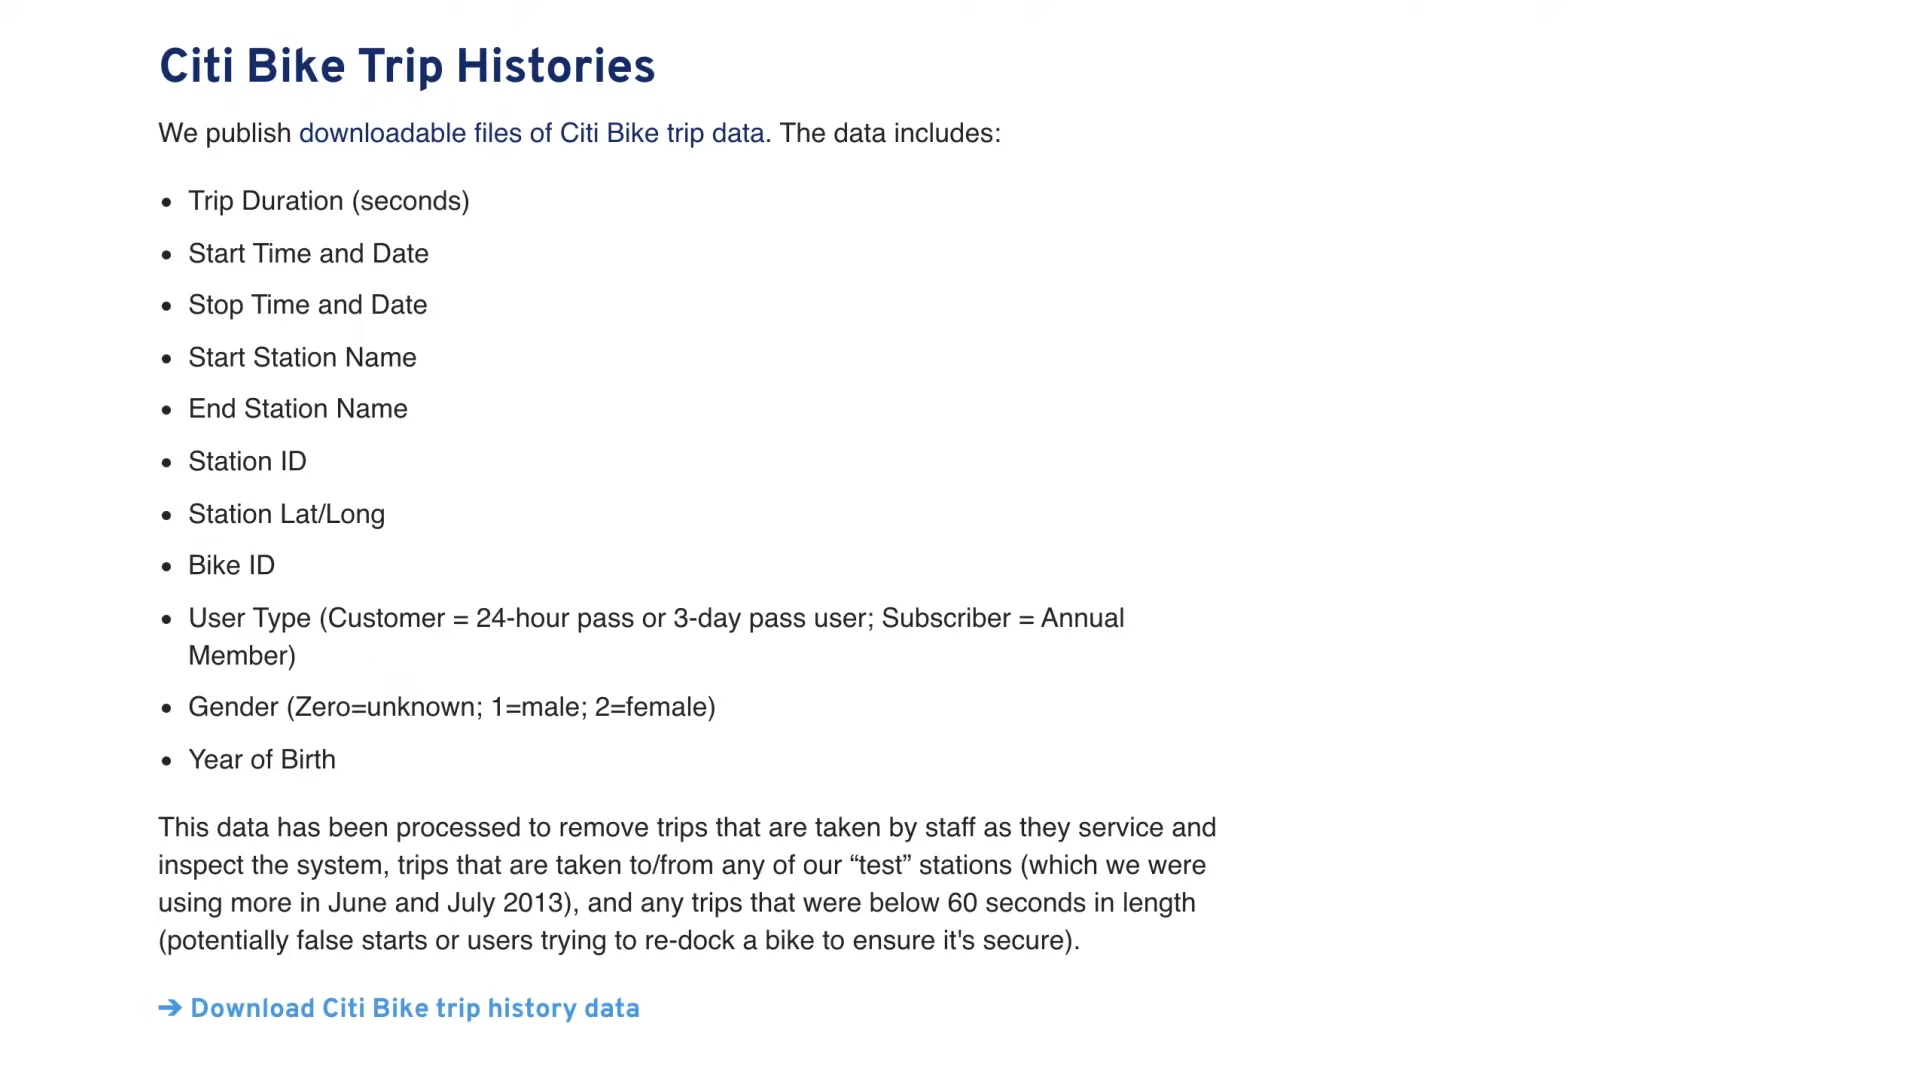 Citi Bike Trip Histories
We publish downloadable files of Citi Bike trip data. The data includes:
• Trip Duration (seconds)
• Start Time and Date
• Stop Time and Date
• Start Station Name
• End Station Name
• Station ID
• Station Lat/Long
• Bike ID
• User Type (Customer = 24-hour pass or 3-day pass user; Subscriber = Annual
Member)
• Gender (Zero=unknown; 1=male; 2=female)
• Year of Birth
This data has been processed to remove trips that are taken by staff as they service and
inspect the system, trips that are taken to/from any of our “test” stations (which we were
using more in June and July 2013), and any trips that were below 60 seconds in length
(potentially false starts or users trying to re-dock a bike to ensure it's secure).
➔ Download Citi Bike trip history data